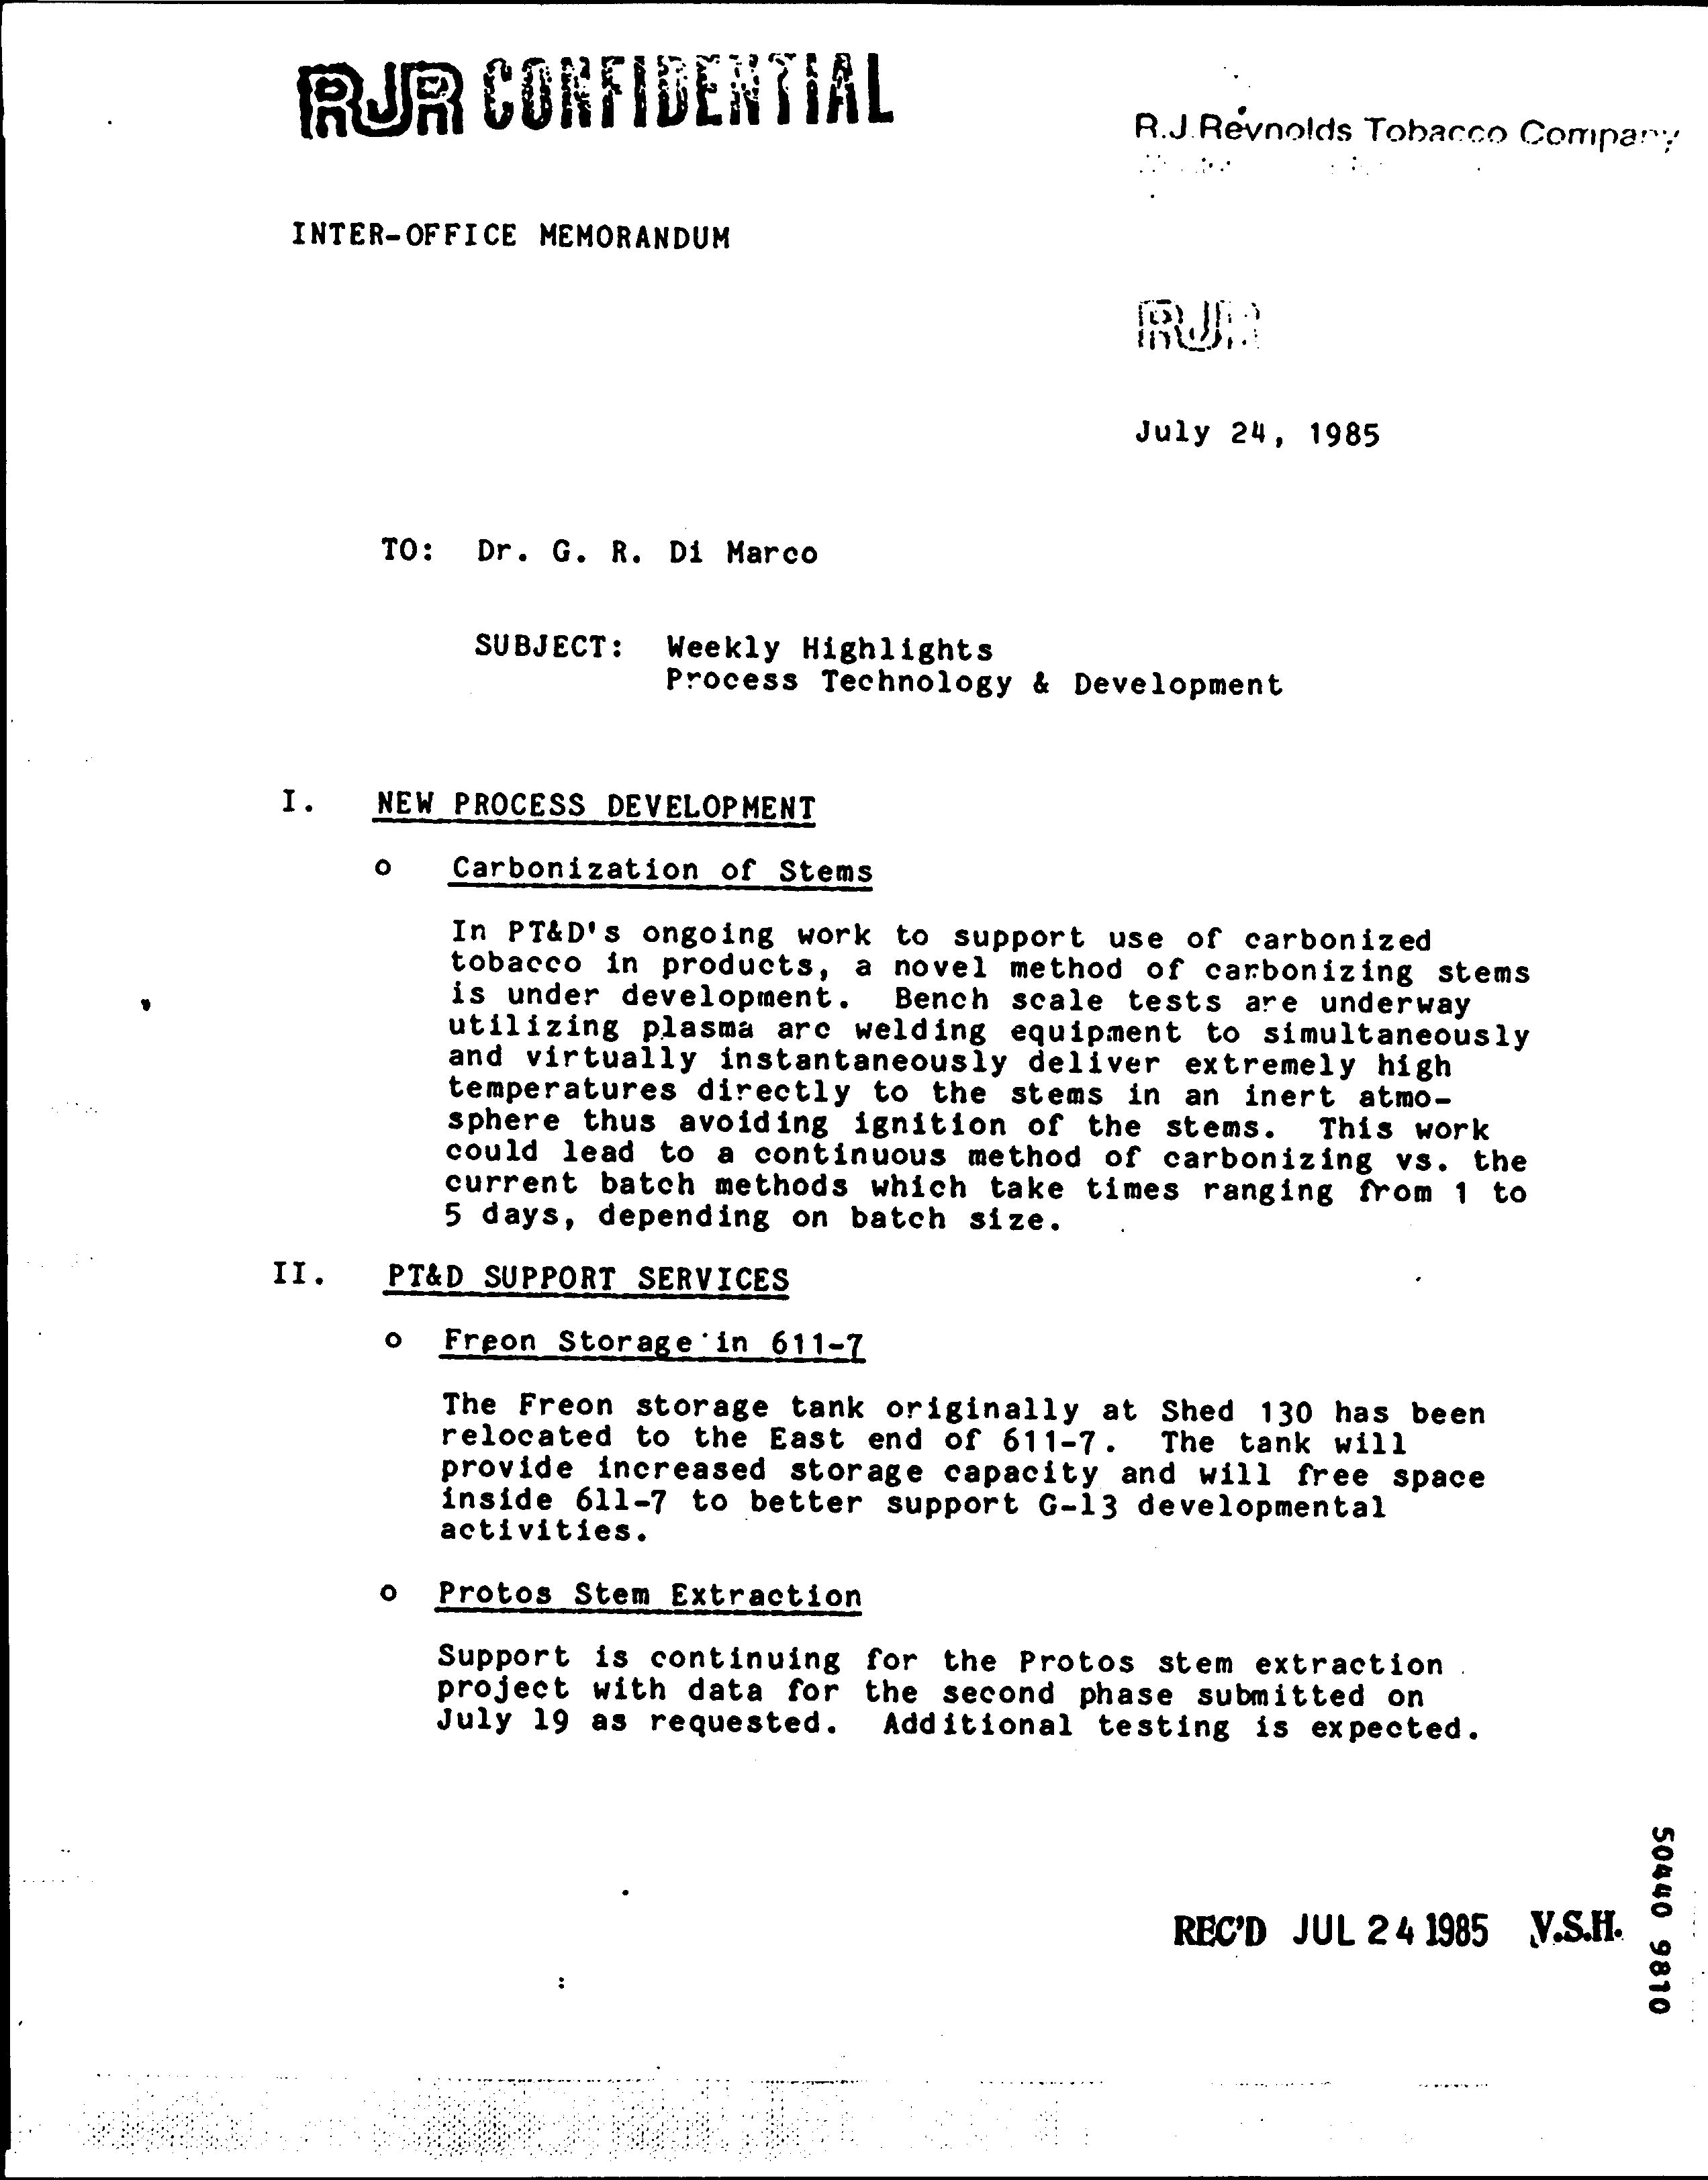 RJR CONFIDENTIAL
R.J.Reynolds Tobacco Company
INTER-OFFICE MEMORANDUM
RJR
July 24, 1985
TO: Dr. G. R. Di Marco
SUBJECT: Weekly Highlights
Process Technology & Development
I. NEW PROCESS DEVELOPMENT
o Carbonization of Stems
In PT&D's ongoing work to support use of carbonized
tobacco in products, a novel method of carbonizing stems
is under development. Bench scale tests are underway
utilizing plasma arc welding equipment to simultaneously
and virtually instantaneously deliver extremely high
temperatures directly to the stems in an inert atmo-
sphere thus avoiding ignition of the stems. This work
could lead to a continuous method of carbonizing vs. the
current batch methods which take times ranging from 1 to
5 days, depending on batch size.
II. PT&D SUPPORT SERVICES
o Freon Storage in 611-7
The Freon storage tank originally at Shed 130 has been
relocated to the East end of 611-7. The tank will
provide increased storage capacity and will free space
inside 611-7 to better support G-13 developmental
activities.
o Protos Stem Extraction
Support is continuing for the Protos stem extraction
project with data for the second phase submitted on
July 19 as requested. Additional testing is expected.
REC'D JUL 24 1985 V.S.H.
50440 9810